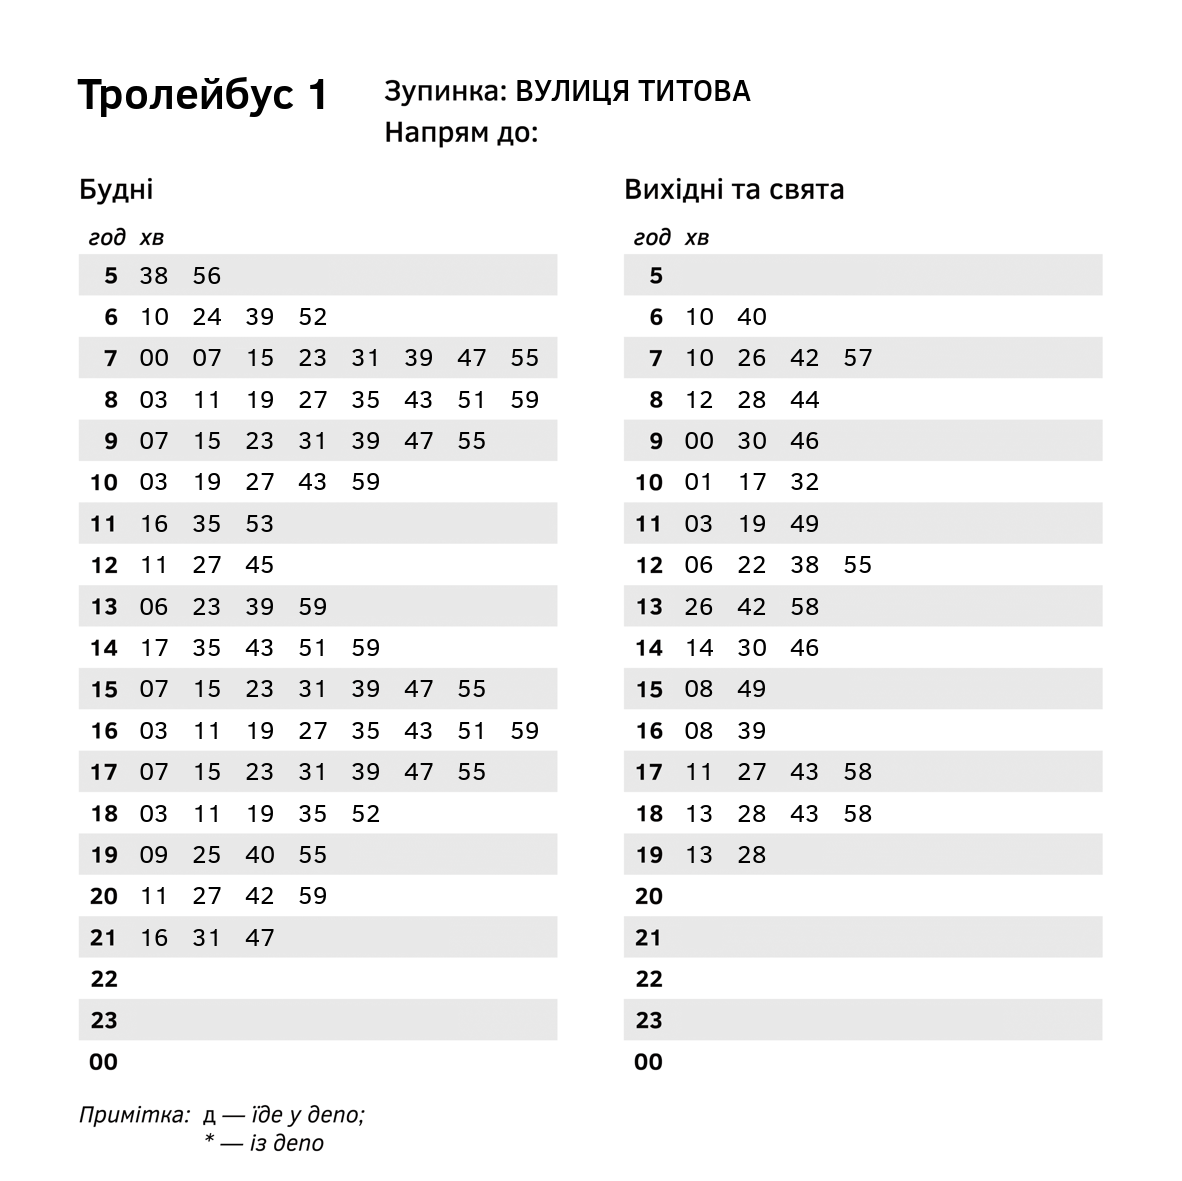 Тролейбус 1
Зупинка: ВУЛИЦЯ ТИТОВА
Напрям до:
Будні
год хв
5 38 56
6 10 24 39 52
7 00 07 15 23 31 39 47 55
8 03 11 19 27 35 43 51 59
9 07 15 23 31 39 47 55
10 03 19 27 43 59
11 16 35 53
12 11 27 45
13 06 23 39 59
14 17 35 43 51 59
15 07 15 23 31 39 47 55
16 03 11 19 27 35 43 51 59
17 07 15 23 31 39 47 55
18 03 11 19 35 52
19 09 25 40 55
20 11 27 42 59
21 16 31 47
22
23
00
Вихідні та свята
год хв
5
6 10 40
7 10 26 42 57
8 12 28 44
9 00 30 46
10 01 17 32
11 03 19 49
12 06 22 38 55
13 26 42 58
14 14 30 46
15 08 49
16 08 39
17 11 27 43 58
18 13 28 43 58
19 13 28
20
21
22
23
00
Примітка: д — їде у депо;
* — із депо